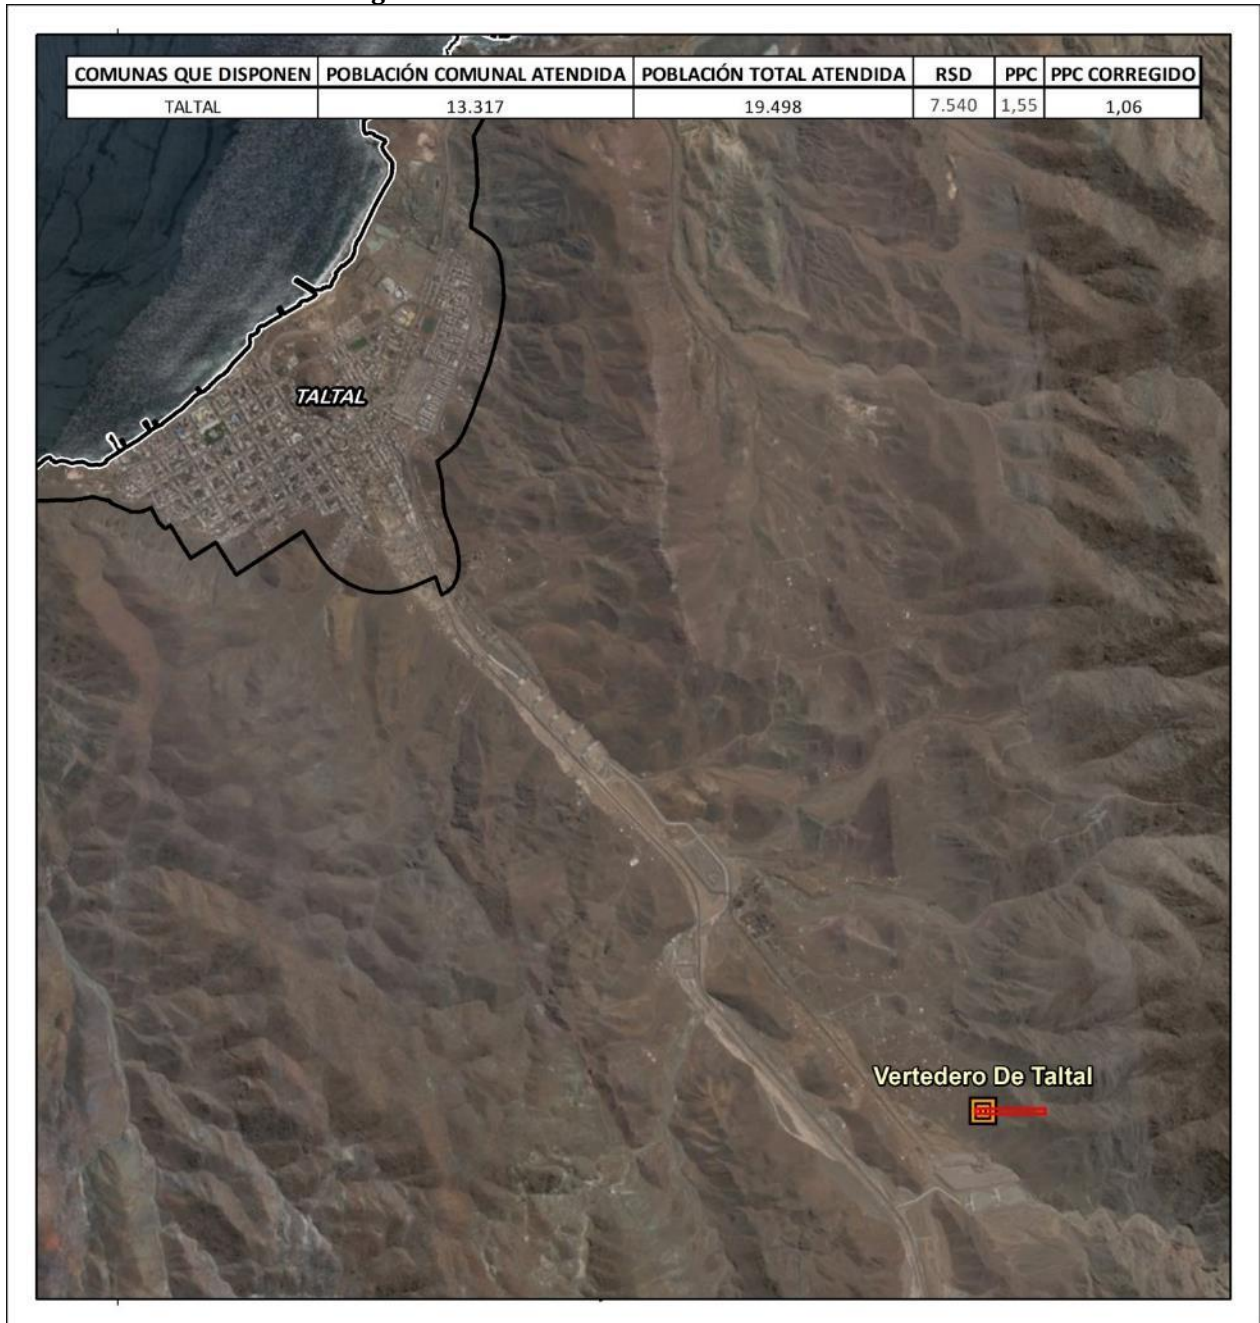 COMUNAS QUE DISPONEN POBLACIÓN COMUNAL ATENDIDA POBLACIÓN TOTAL ATENDIDA RSD PPC PPC CORREGIDO
TALTAL 13.317 19.498 7.540 1,55 1,06
TALTAL
Vertedero De Taltal